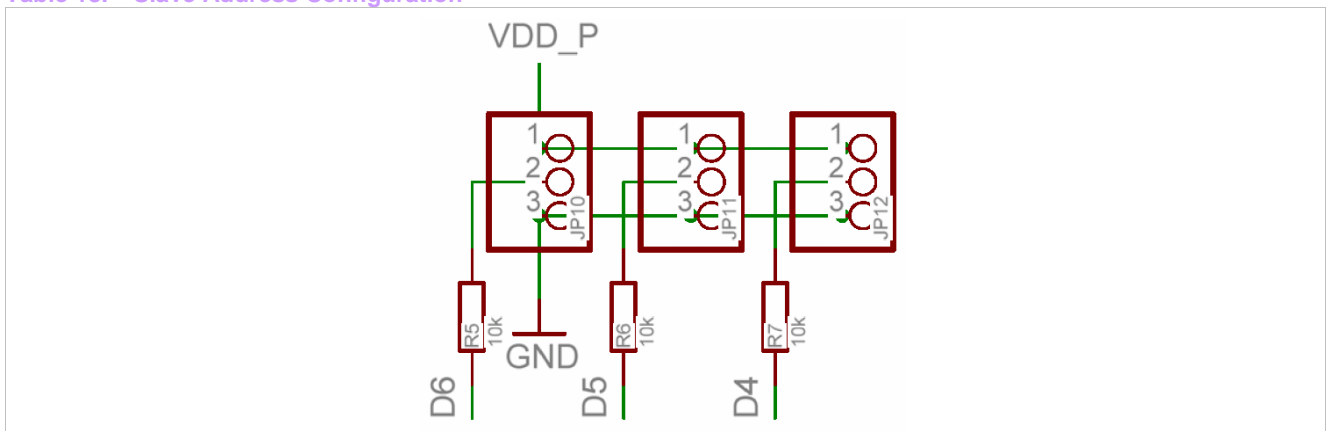 VDD_P
1 1 1
2 2 2
3 3 3
JP10 JP11 JP12
R5 10k R6 10k R7 10k
GND
D6 D5 D4